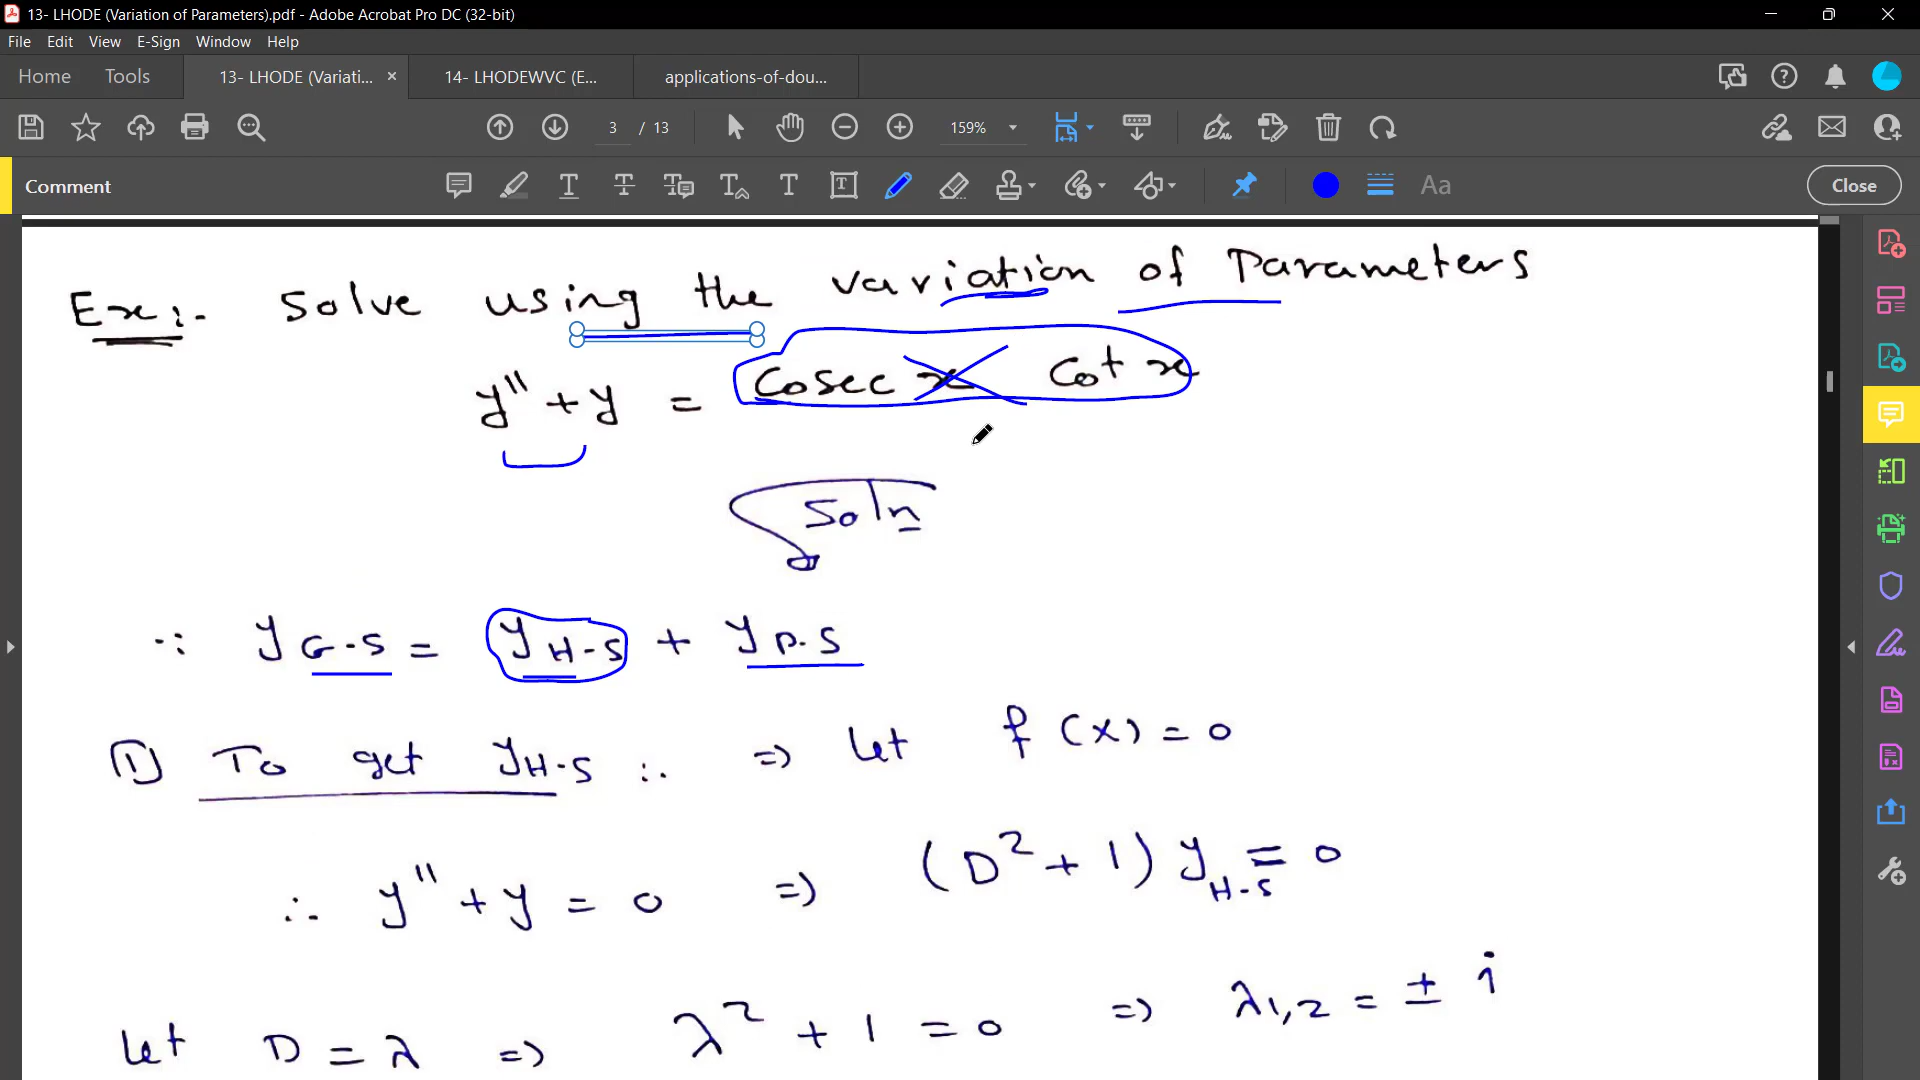 13- LHODE (Variation of Parameters).pdf - Adobe Acrobat Pro DC (32-bit)
File Edit View E-Sign Window Help
Home Tools 13- LHODE (Variati... × 14- LHODEWVC (E... applications-of-dou...
3 / 13 159%
Comment Aa Close
Ex:- Solve using the variation of Parameters
y'' + y = Cosec x Cot x
Soln
∵ y G-S = y H-S + y P.S
① To get yH-S ∴ => let f (x) = 0
∴ y'' + y = 0 => (D² + 1) y H-S = 0
let D = λ => λ² + 1 = 0 => λ1,2 = ± i